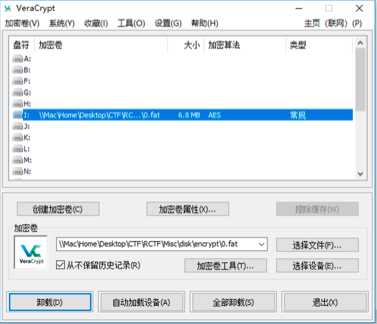 VeraCrypt
加密卷(V) 系统(Y) 收藏(I) 工具(O) 设置(G) 帮助(H) 主页 (联网) (P)
盘符 加密卷 大小 加密算法 类型
A:
B:
F:
G:
H:
I: \\Mac\Home\Desktop\CTF\RC...\0.fat 6.8 MB AES 常规
J:
K:
L:
M:
N:
创建加密卷(C) 加密卷属性(X)... 擦除缓存(W)
加密卷
VeraCrypt \\Mac\Home\Desktop\CTF\RCTF\Misc\disk\encrypt\0.fat 选择文件(F)...
从不保留历史记录(R) 加密卷工具(T)... 选择设备(E)...
卸载(D) 自动加载设备(A) 全部卸载(S) 退出(X)